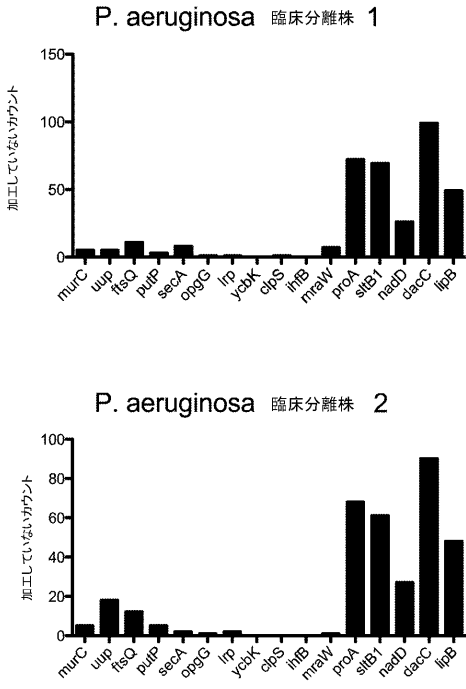 P. aeruginosa 臨床分離株 1
加工していないカウント
150
100
50
0
murC uup ftsQ putP secA opgG lrp ycbK clpS ihfB mraW proA sltB1 nadD dacC lipB
P. aeruginosa 臨床分離株 2
加工していないカウント
100
80
60
40
20
0
murC uup ftsQ putP secA opgG lrp ycbK clpS ihfB mraW proA sltB1 nadD dacC lipB